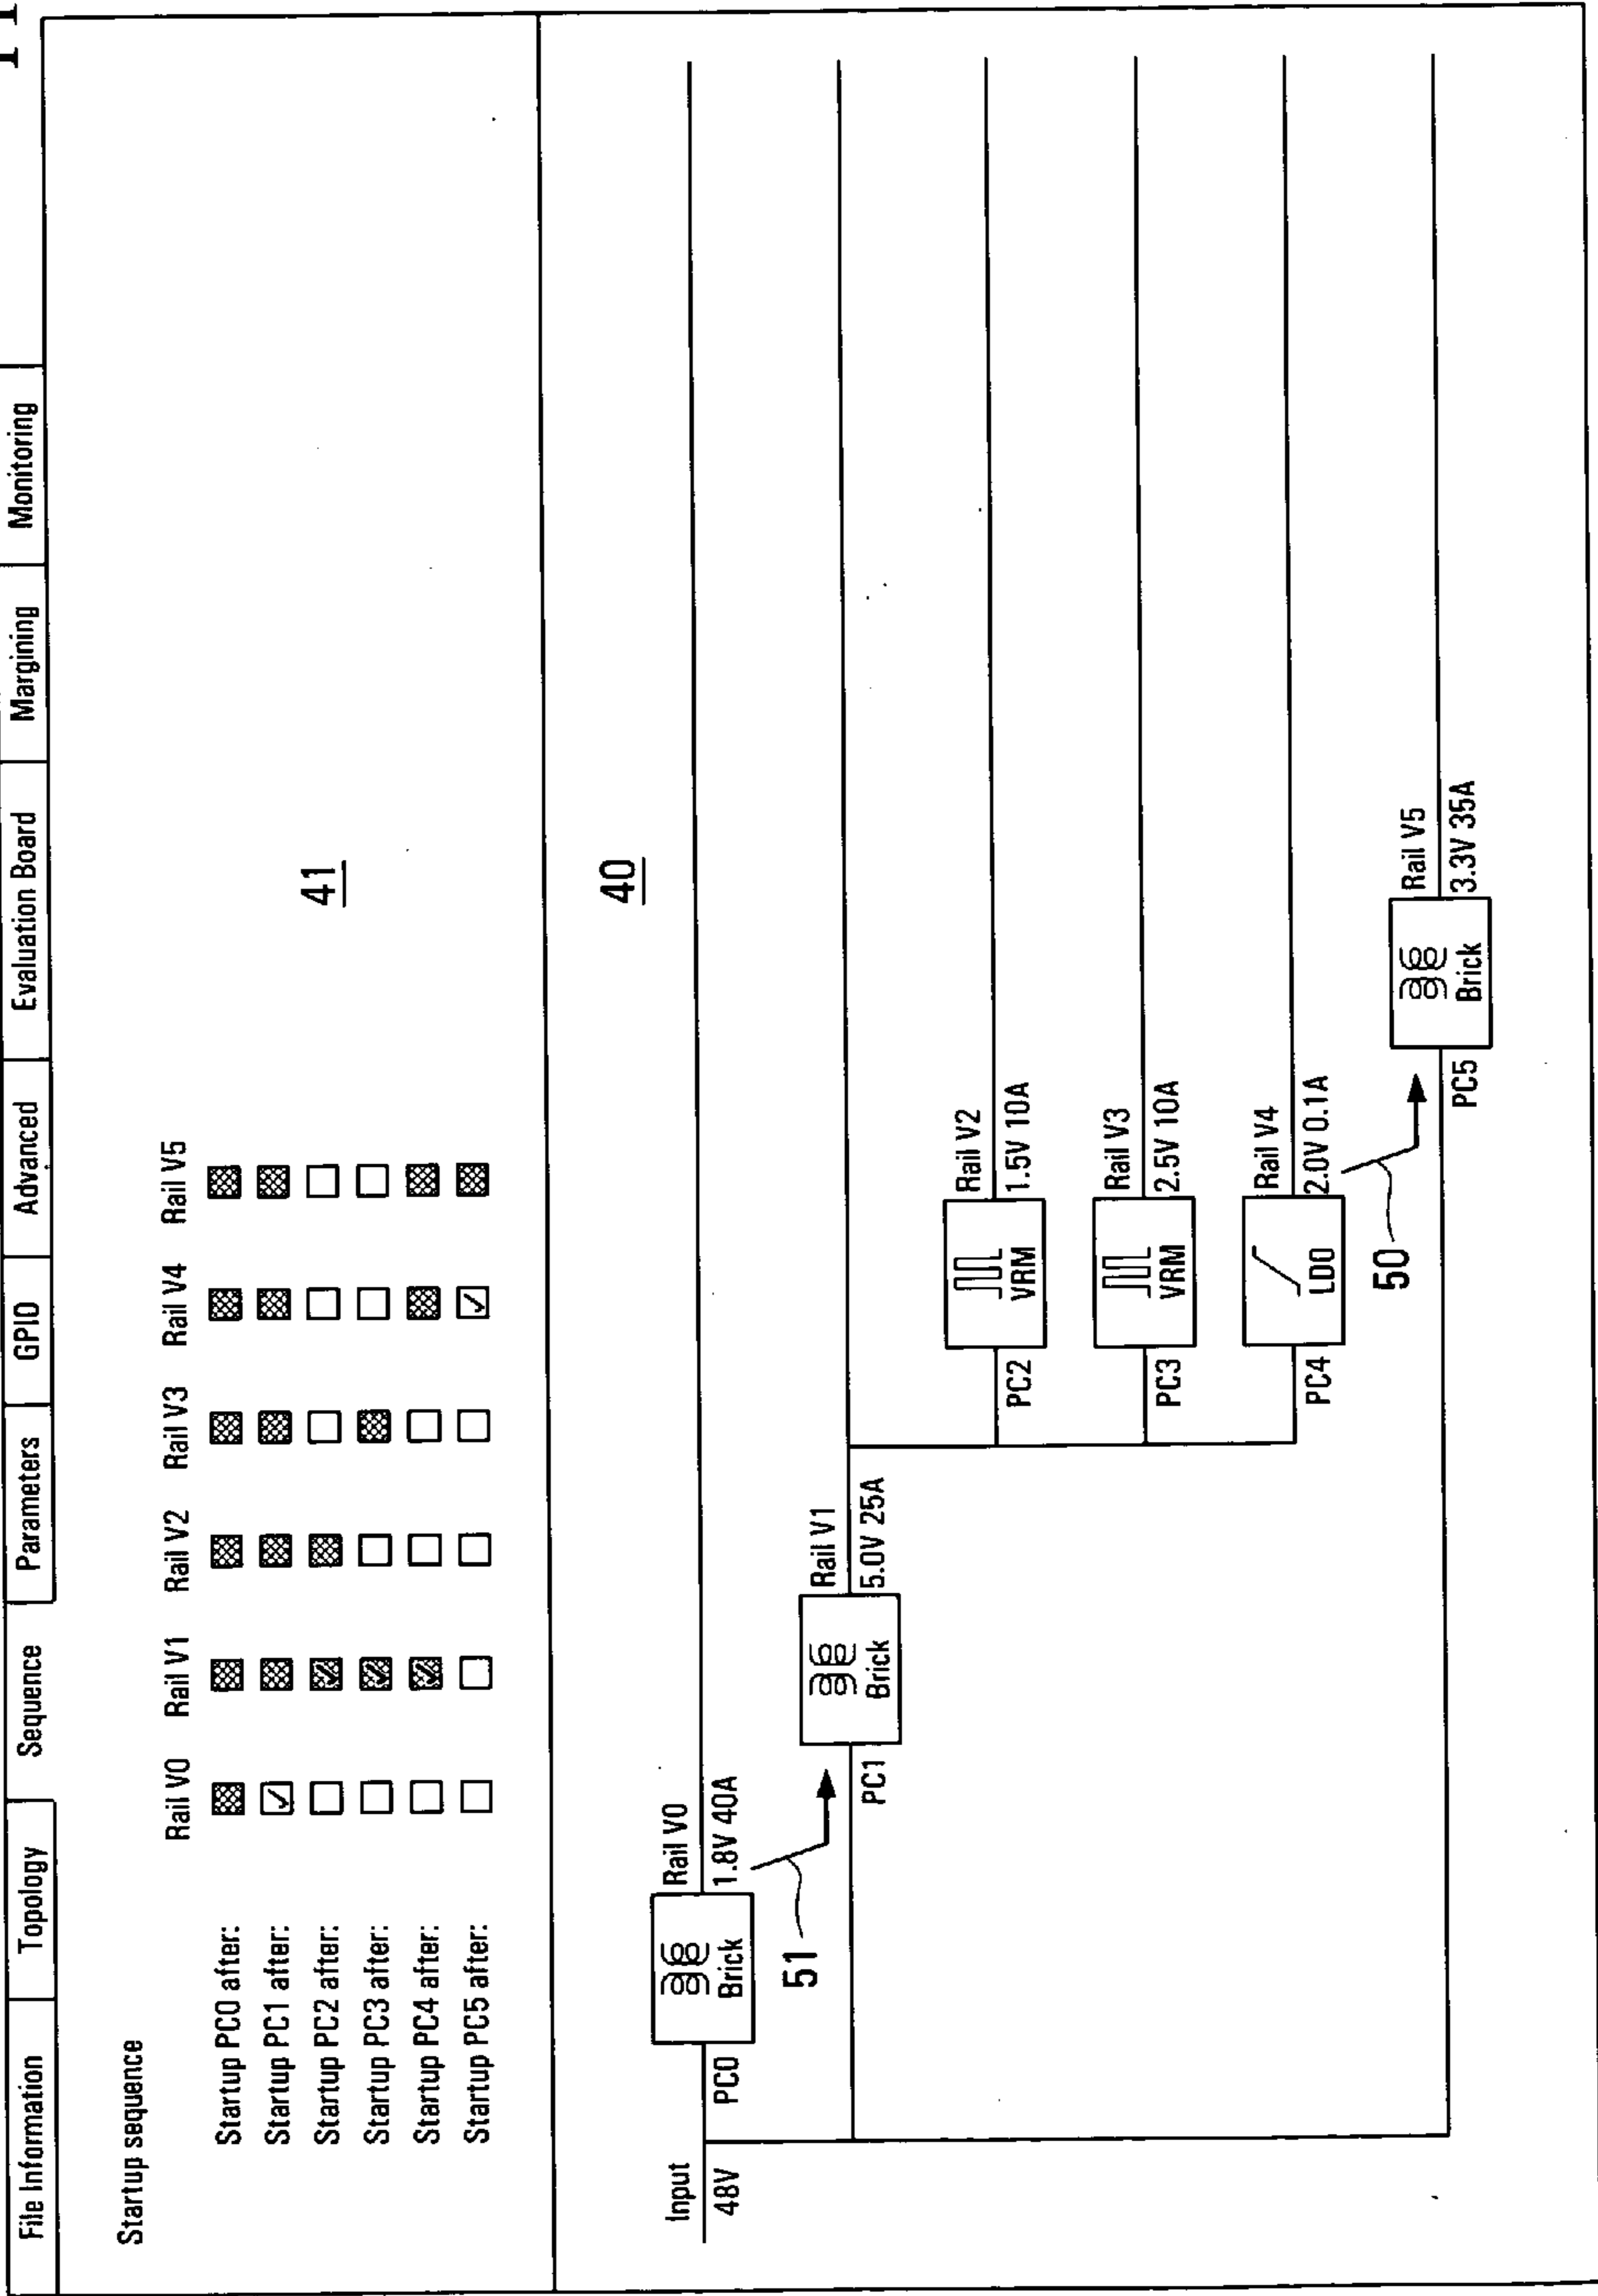 File Information Topology Sequence Parameters GPIO Advanced Evaluation Board Margining Monitoring
Startup sequence
Rail V0 Rail V1 Rail V2 Rail V3 Rail V4 Rail V5
Startup PC0 after:
Startup PC1 after:
Startup PC2 after:
Startup PC3 after:
Startup PC4 after:
Startup PC5 after:
41
40
Input
48V
PC0
Brick
Rail V0
1.8V 40A
51
PC1
Brick
Rail V1
5.0V 25A
PC2
VRM
Rail V2
1.5V 10A
PC3
VRM
Rail V3
2.5V 10A
PC4
LDO
Rail V4
2.0V 0.1A
50
PC5
Brick
Rail V5
3.3V 35A